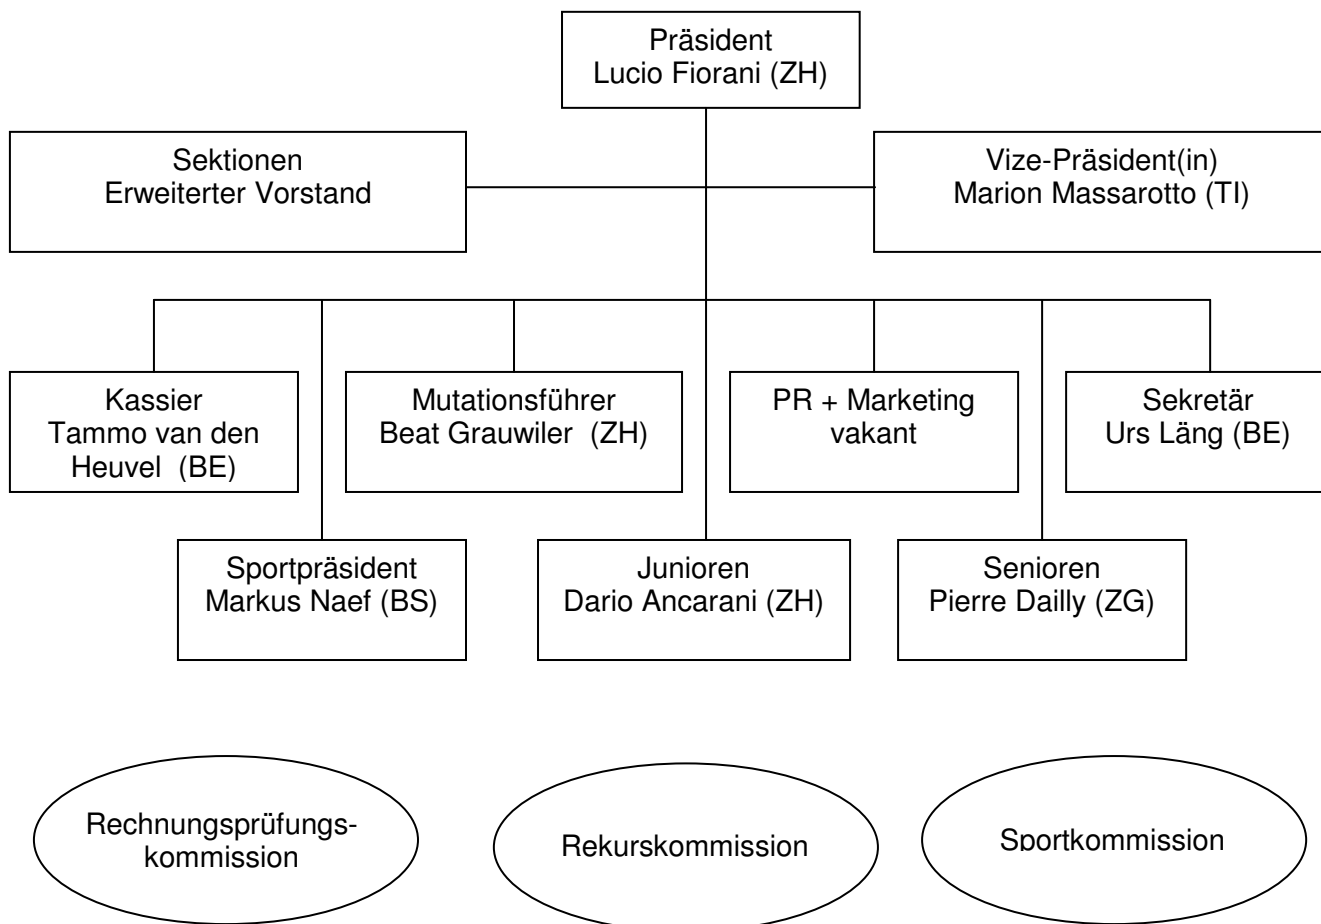 Präsident
Lucio Fiorani (ZH)
Sektionen
Erweiterter Vorstand
Vize-Präsident(in)
Marion Massarotto (TI)
Kassier
Tammo van den
Heuvel (BE)
Mutationsführer
Beat Grauwiler (ZH)
PR + Marketing
vakant
Sekretär
Urs Läng (BE)
Sportpräsident
Markus Naef (BS)
Junioren
Dario Ancarani (ZH)
Senioren
Pierre Dailly (ZG)
Rechnungsprüfungs-
kommission
Rekurskommission
Sportkommission